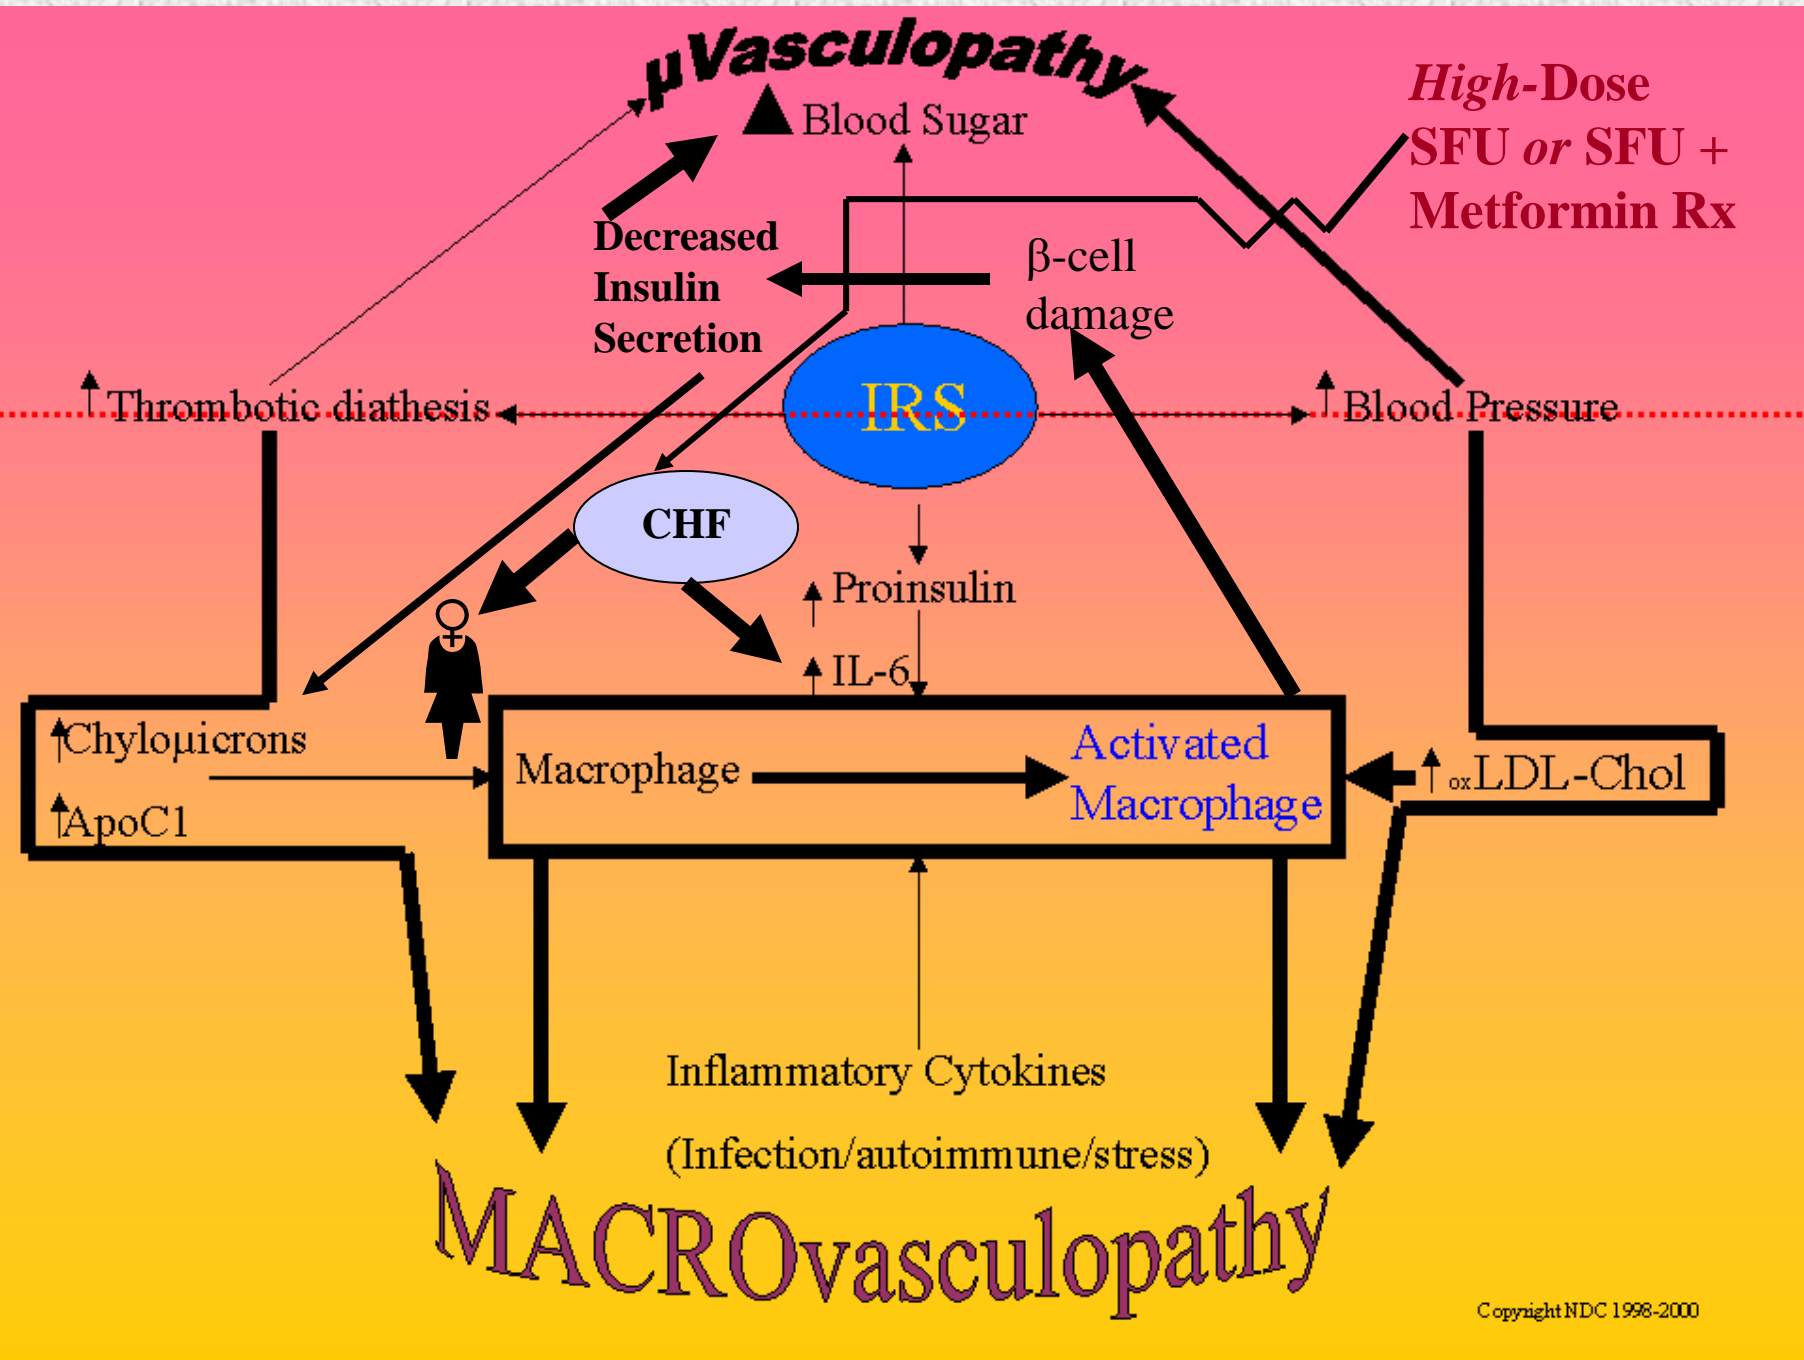 µVasculopathy
Blood Sugar
High-Dose
SFU or SFU +
Metformin Rx
Decreased
Insulin
Secretion
β-cell
damage
Thrombotic diathesis
IRS
Blood Pressure
CHF
Proinsulin
IL-6
Chyloµicrons
ApoC1
Macrophage
Activated
Macrophage
oxLDL-Chol
Inflammatory Cytokines
(Infection/autoimmune/stress)
MACROvasculopathy
Copyright NDC 1998-2000